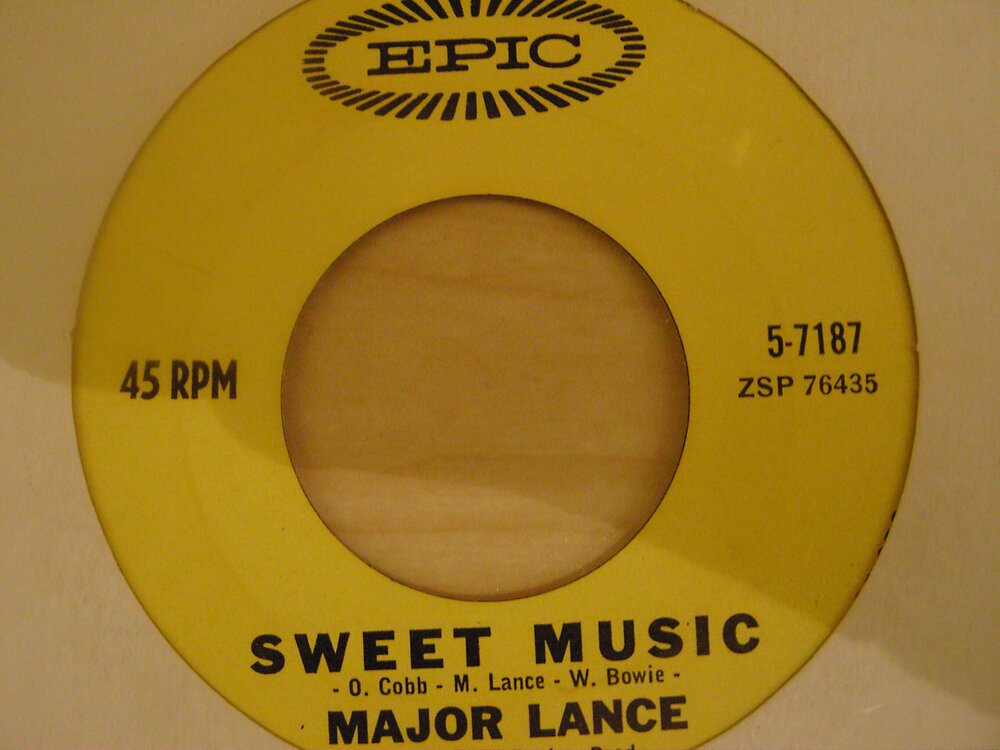 EPIC
45 RPM
5-7187
ZSP 76435
SWEET MUSIC
- O. Cobb - M. Lance - W. Bowie -
MAJOR LANCE